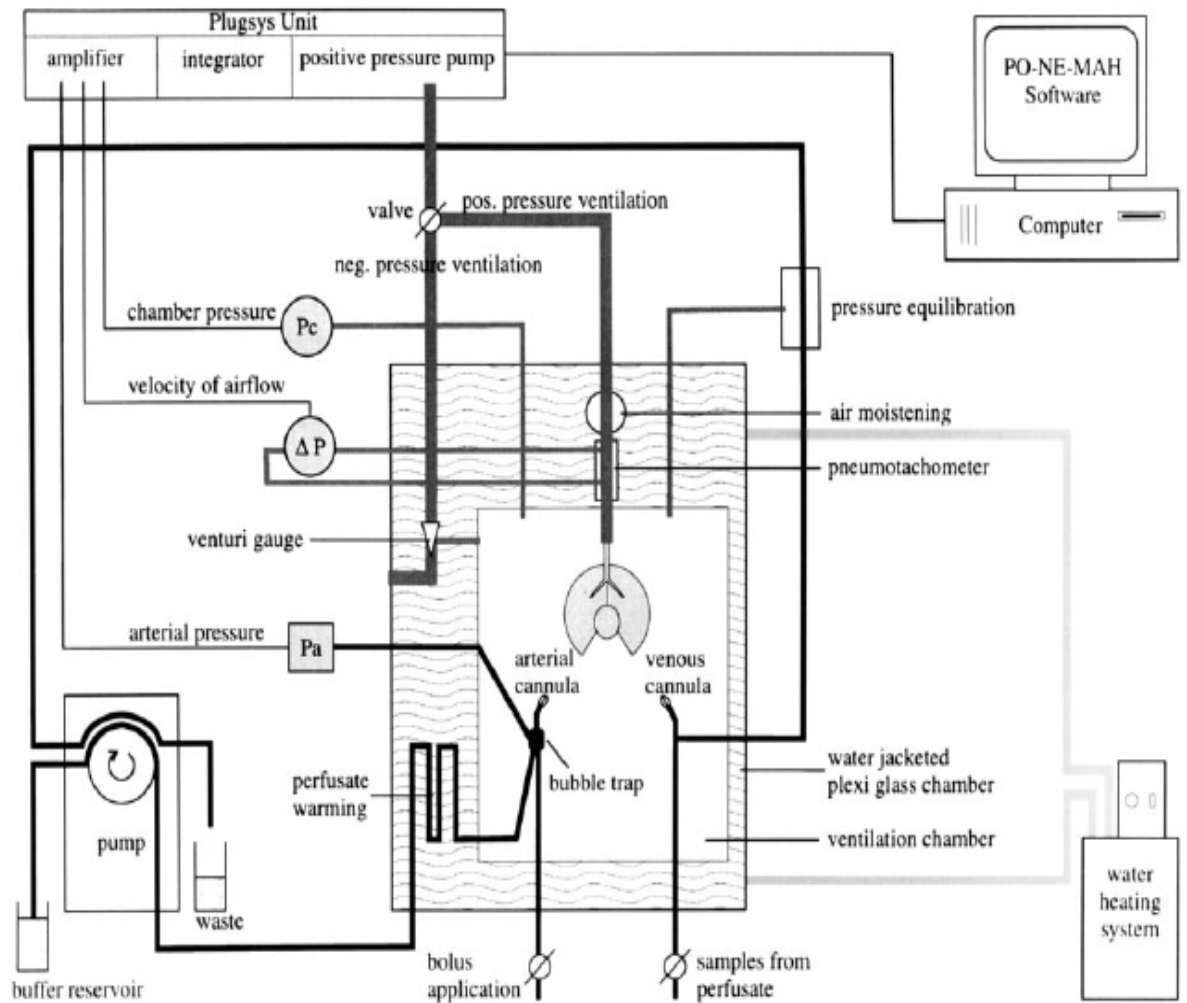 Plugsys Unit
amplifier
integrator
positive pressure pump
PO-NE-MAH
Software
Computer
valve
pos. pressure ventilation
neg. pressure ventilation
chamber pressure
Pc
pressure equilibration
velocity of airflow
Δ P
air moistening
pneumotachometer
venturi gauge
arterial pressure
Pa
arterial
cannula
venous
cannula
perfusate
warming
bubble trap
water jacketed
plexi glass chamber
ventilation chamber
pump
waste
buffer reservoir
bolus
application
samples from
perfusate
water
heating
system